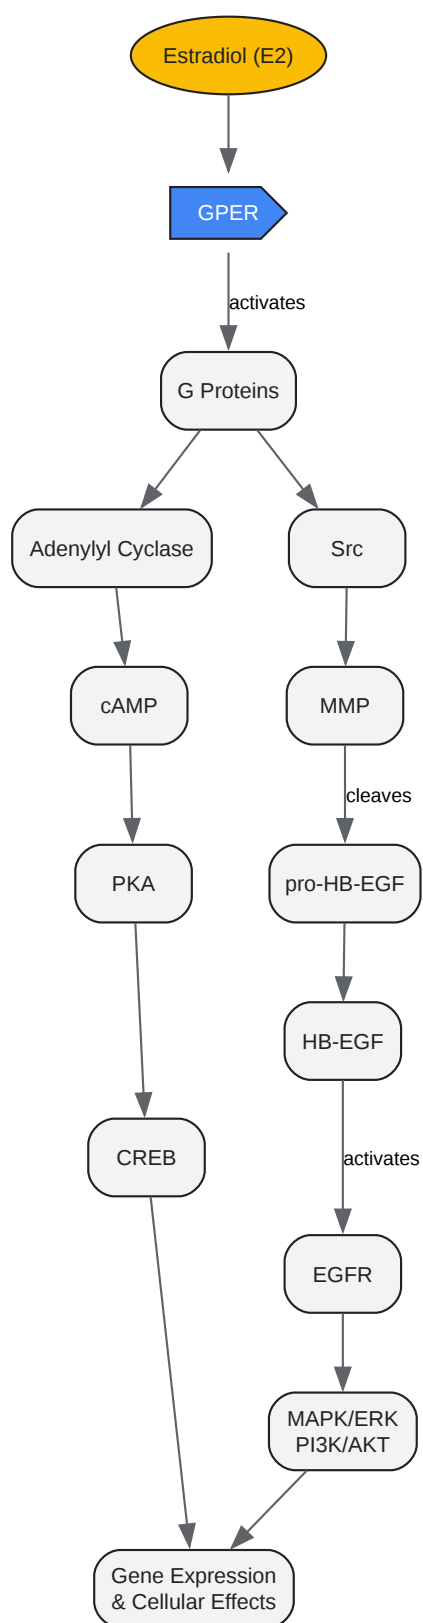 Estradiol (E2)
GPER
activates
G Proteins
Adenylyl Cyclase
Src
cAMP
MMP
cleaves
PKA
pro-HB-EGF
HB-EGF
CREB
activates
EGFR
MAPK/ERK
PI3K/AKT
Gene Expression
& Cellular Effects